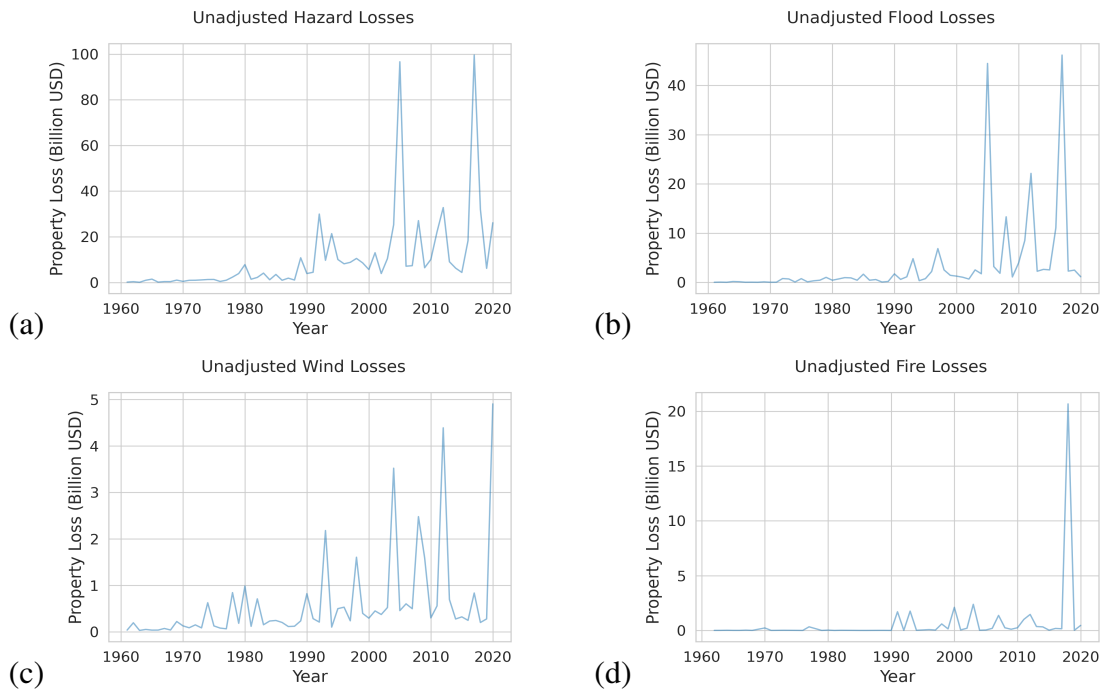 Unadjusted Hazard Losses
Property Loss (Billion USD)
100
80
60
40
20
0
1960 1970 1980 1990 2000 2010 2020
Year
(a)
Unadjusted Flood Losses
Property Loss (Billion USD)
40
30
20
10
0
1960 1970 1980 1990 2000 2010 2020
Year
(b)
Unadjusted Wind Losses
Property Loss (Billion USD)
5
4
3
2
1
0
1960 1970 1980 1990 2000 2010 2020
Year
(c)
Unadjusted Fire Losses
Property Loss (Billion USD)
20
15
10
5
0
1960 1970 1980 1990 2000 2010 2020
Year
(d)